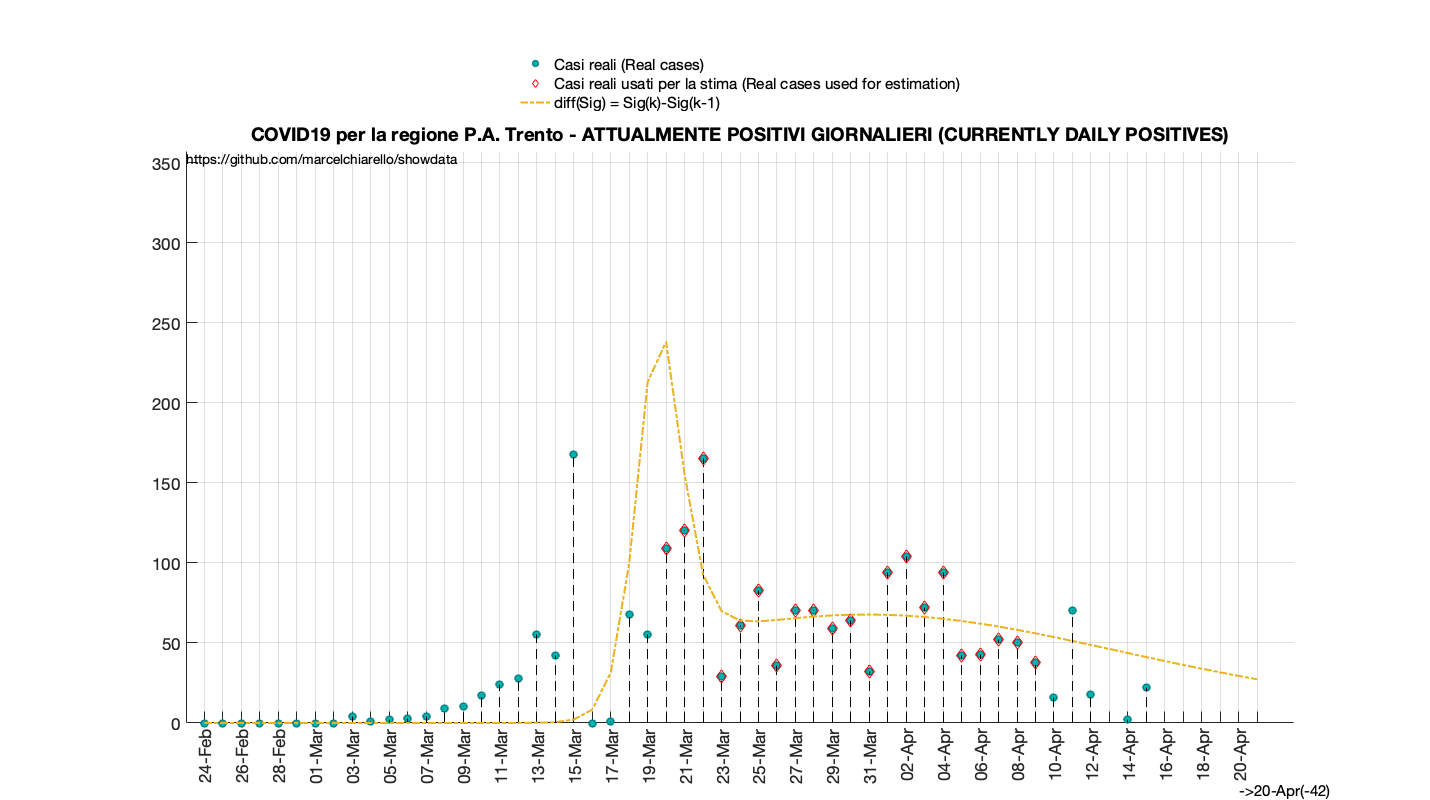 Casi reali (Real cases)
Casi reali usati per la stima (Real cases used for estimation)
diff(Sig) = Sig(k)-Sig(k-1)
COVID19 per la regione P.A. Trento - ATTUALMENTE POSITIVI GIORNALIERI (CURRENTLY DAILY POSITIVES)
https://github.com/marcelchiarello/showdata
350
300
250
200
150
100
50
0
24-Feb
26-Feb
28-Feb
01-Mar
03-Mar
05-Mar
07-Mar
09-Mar
11-Mar
13-Mar
15-Mar
17-Mar
19-Mar
21-Mar
23-Mar
25-Mar
27-Mar
29-Mar
31-Mar
02-Apr
04-Apr
06-Apr
08-Apr
10-Apr
12-Apr
14-Apr
16-Apr
18-Apr
20-Apr
->20-Apr(-42)